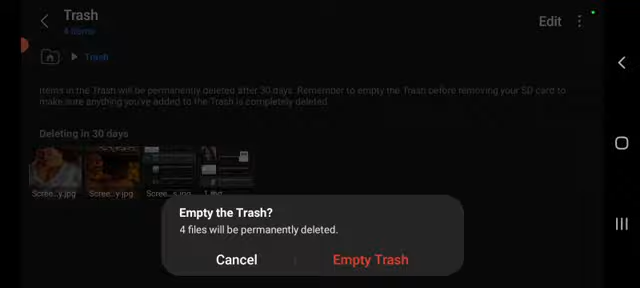 Trash
4 items
Edit
Trash
Items in the Trash will be permanently deleted after 30 days. Remember to empty the Trash before removing your SD card to
make sure anything you've added to the Trash is completely deleted.
Deleting in 30 days
Scree...y.jpg
Scree...y.jpg
Scree...s.jpg
Empty the Trash?
4 files will be permanently deleted.
Cancel
Empty Trash